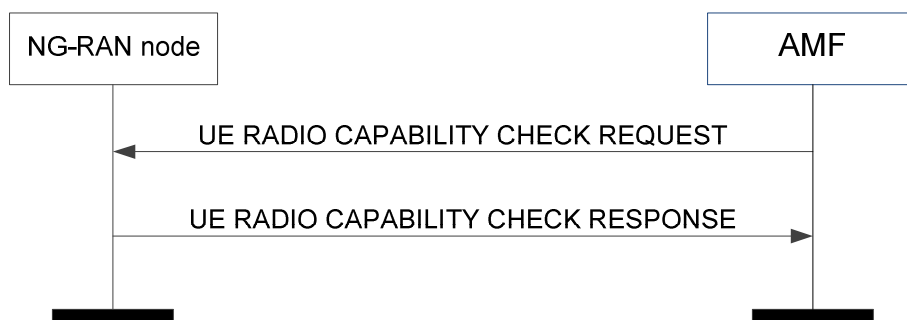 NG-RAN node
AMF
UE RADIO CAPABILITY CHECK REQUEST
UE RADIO CAPABILITY CHECK RESPONSE